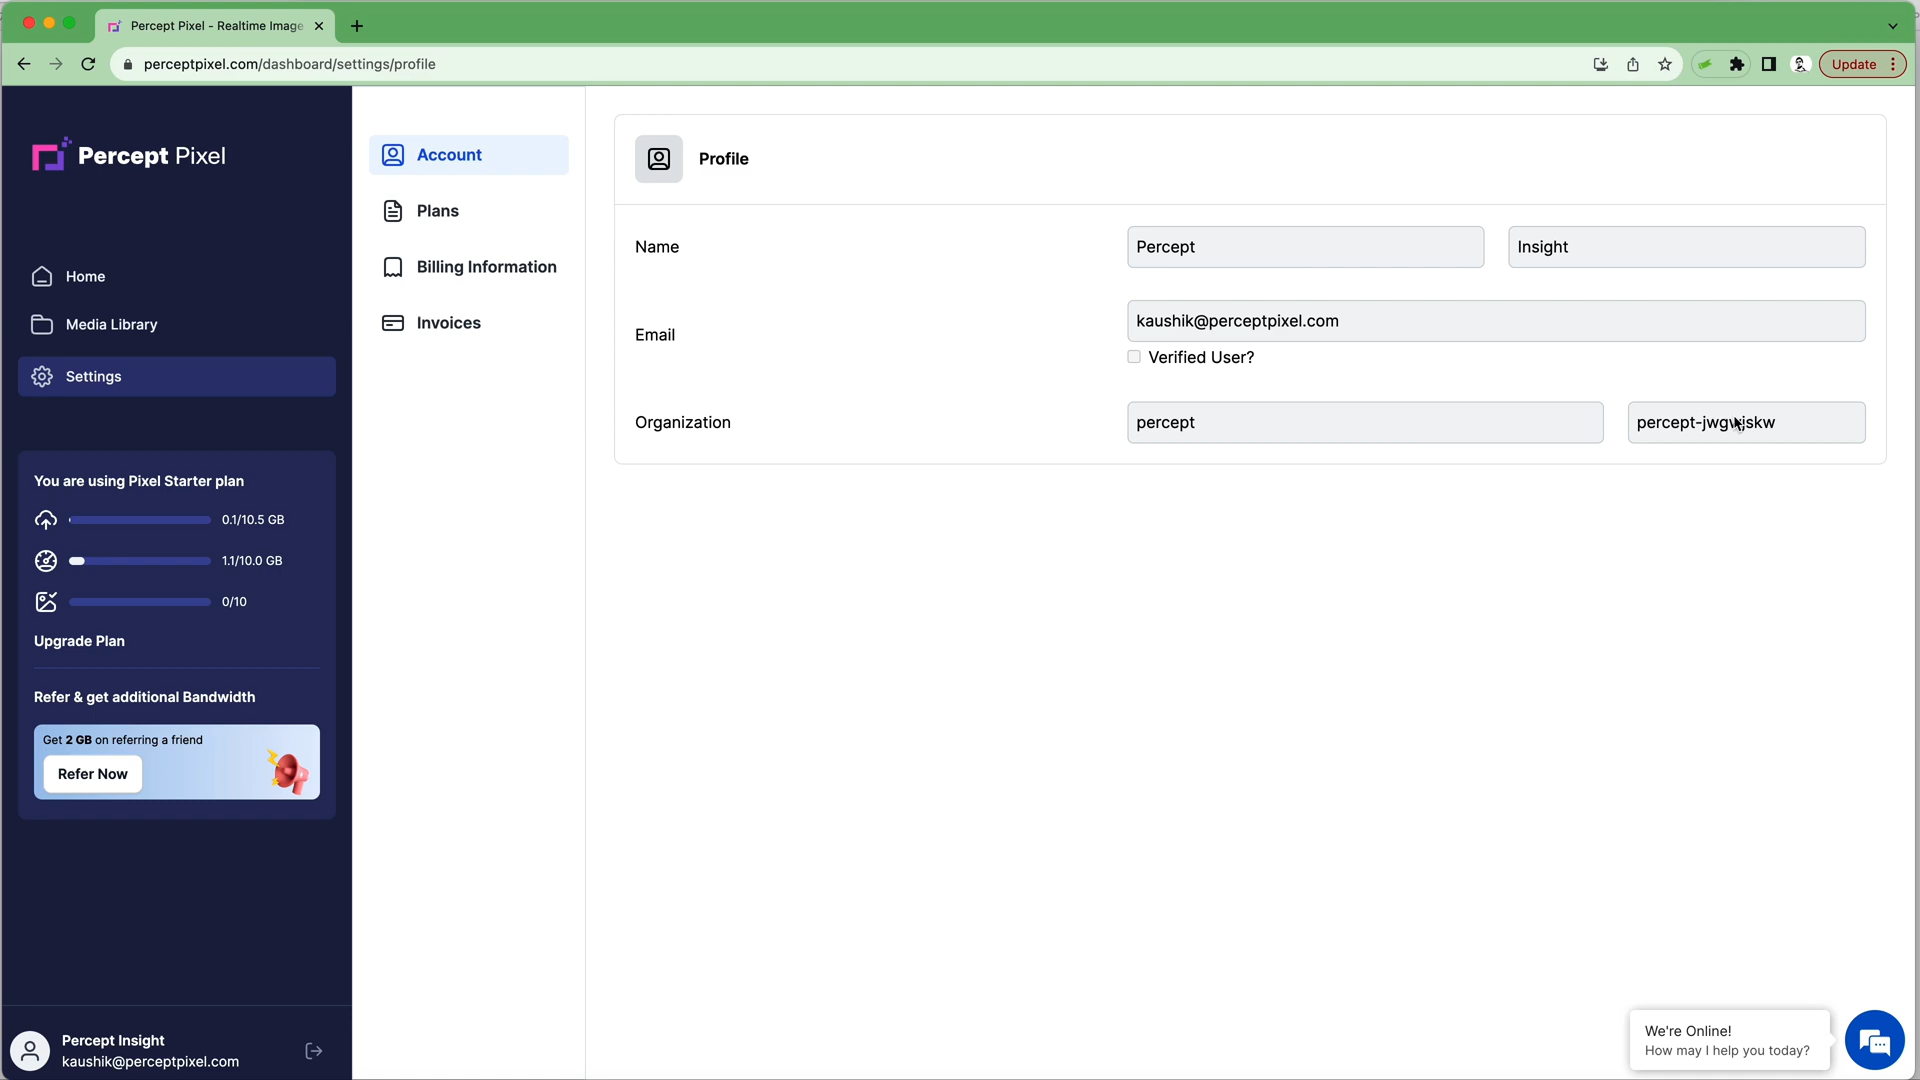 Percept Pixel - Realtime Image
perceptpixel.com/dashboard/settings/profile
Update
Percept Pixel
Home
Media Library
Settings
You are using Pixel Starter plan
0.1/10.5 GB
1.1/10.0 GB
0/10
Upgrade Plan
Refer & get additional Bandwidth
Get 2 GB on referring a friend
Refer Now
Percept Insight
kaushik@perceptpixel.com
Account
Plans
Billing Information
Invoices
Profile
Name
Percept
Insight
Email
kaushik@perceptpixel.com
Verified User?
Organization
percept
We're Online!
How may I help you today?